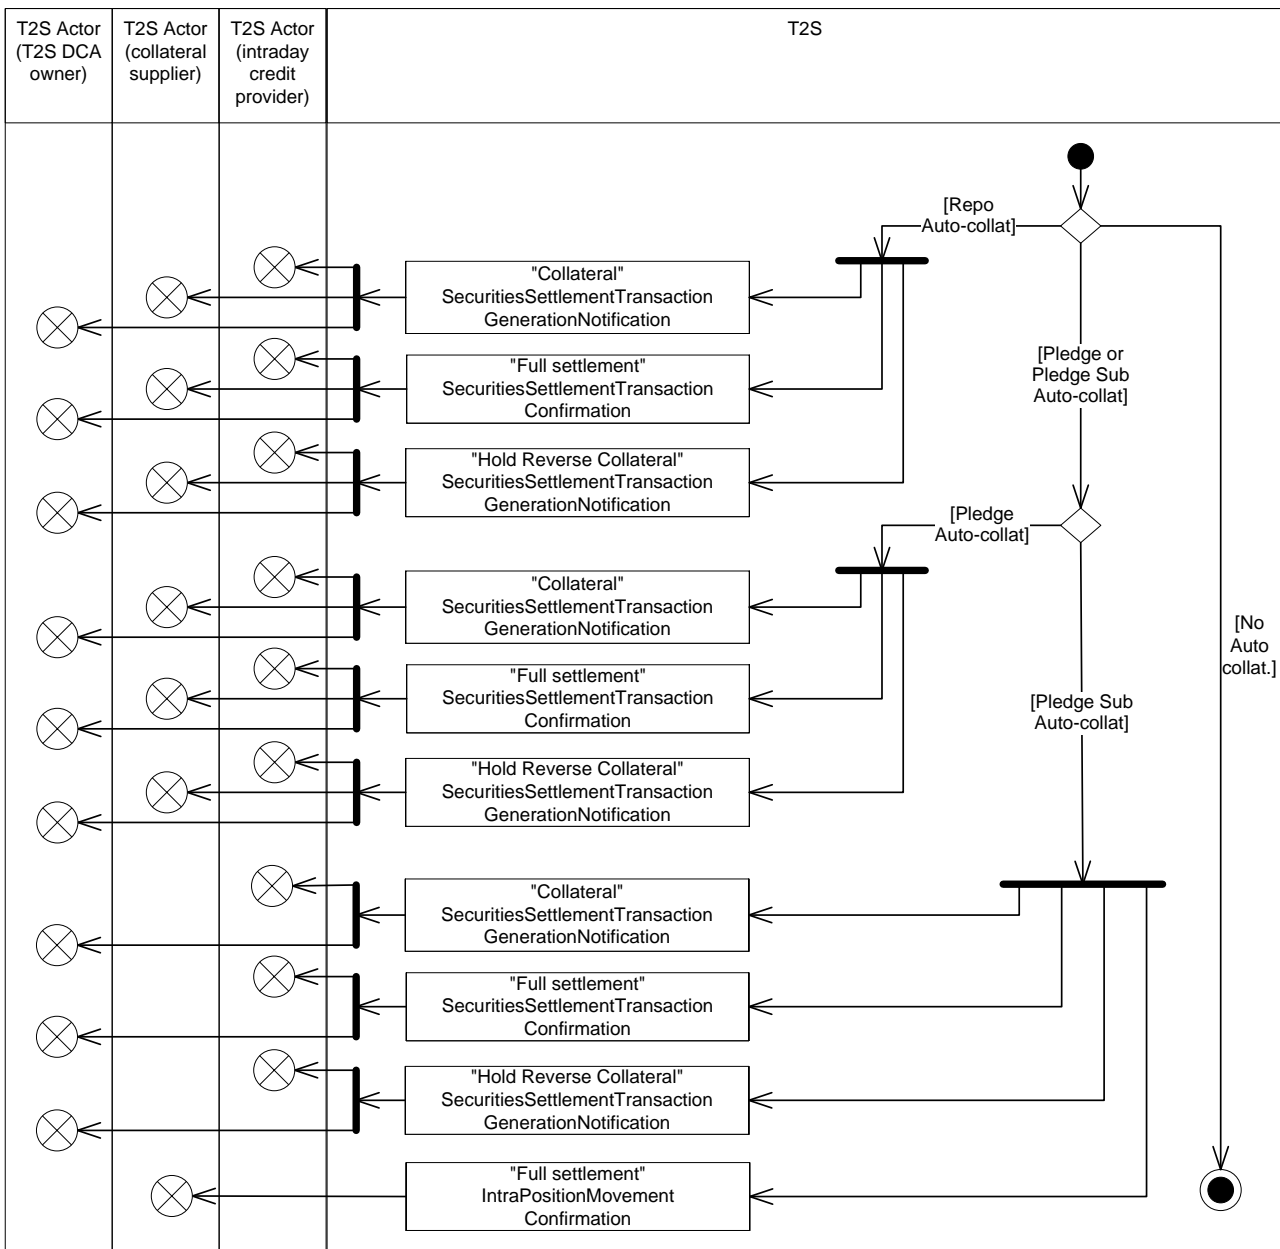 T2S Actor
(T2S DCA
owner)
T2S Actor
(collateral
supplier)
T2S Actor
(intraday
credit
provider)
T2S
[Repo
Auto-collat]
"Collateral"
SecuritiesSettlementTransaction
GenerationNotification
"Full settlement"
SecuritiesSettlementTransaction
Confirmation
[Pledge or
Pledge Sub
Auto-collat]
"Hold Reverse Collateral"
SecuritiesSettlementTransaction
GenerationNotification
[Pledge
Auto-collat]
"Collateral"
SecuritiesSettlementTransaction
GenerationNotification
[No
Auto
collat.]
"Full settlement"
SecuritiesSettlementTransaction
Confirmation
[Pledge Sub
Auto-collat]
"Hold Reverse Collateral"
SecuritiesSettlementTransaction
GenerationNotification
"Collateral"
SecuritiesSettlementTransaction
GenerationNotification
"Full settlement"
SecuritiesSettlementTransaction
Confirmation
"Hold Reverse Collateral"
SecuritiesSettlementTransaction
GenerationNotification
"Full settlement"
IntraPositionMovement
Confirmation